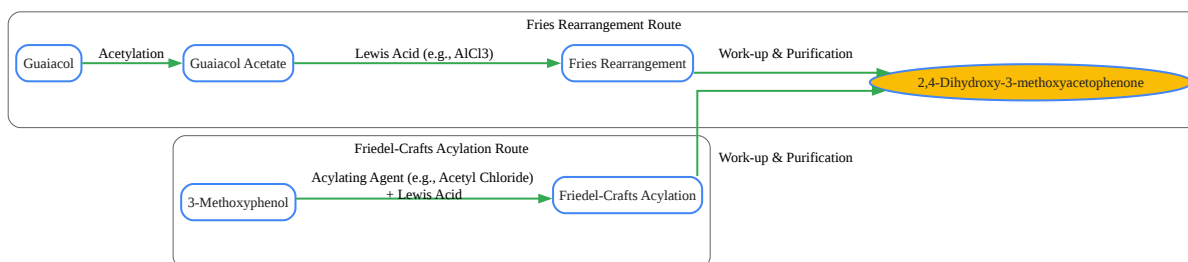 Fries Rearrangement Route
Guaiacol
Acetylation
Guaiacol Acetate
Lewis Acid (e.g., AlCl3)
Fries Rearrangement
Work-up & Purification
2,4-Dihydroxy-3-methoxyacetophenone
Friedel-Crafts Acylation Route
3-Methoxyphenol
Acylating Agent (e.g., Acetyl Chloride)
+ Lewis Acid
Friedel-Crafts Acylation
Work-up & Purification